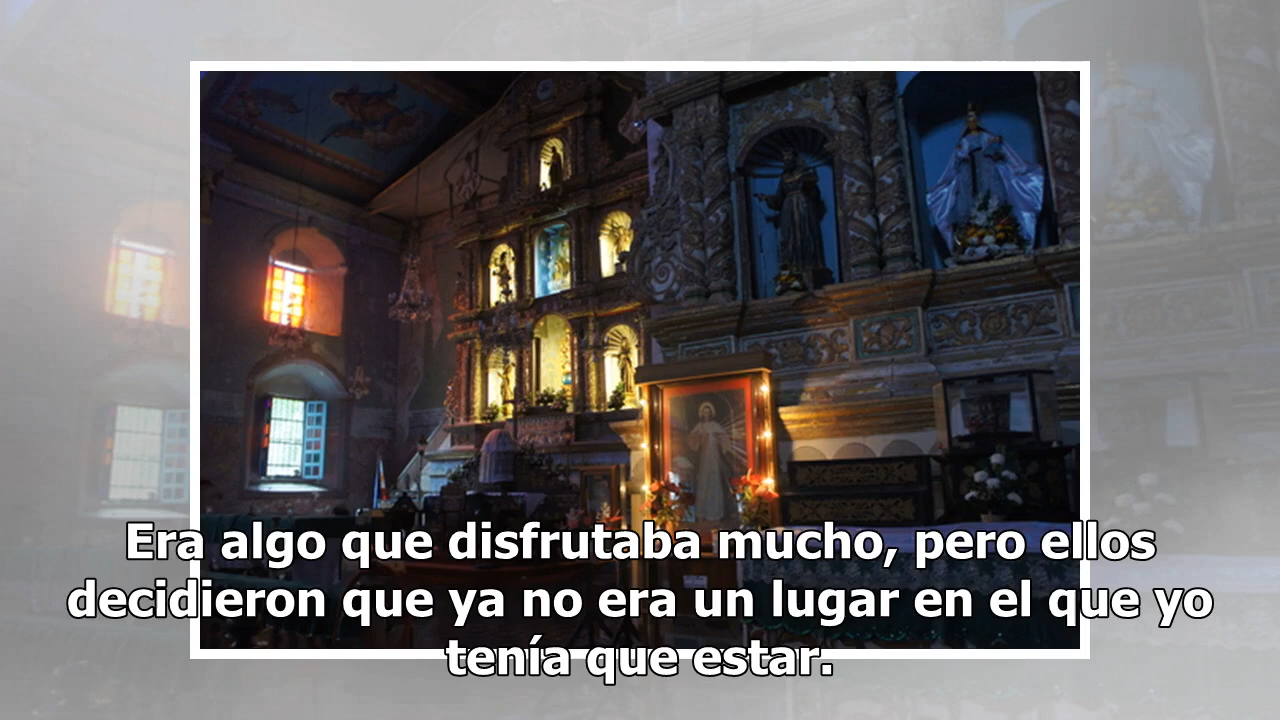 Era algo que disfrutaba mucho, pero ellos
decidieron que ya no era un lugar en el que yo
tenía que estar.